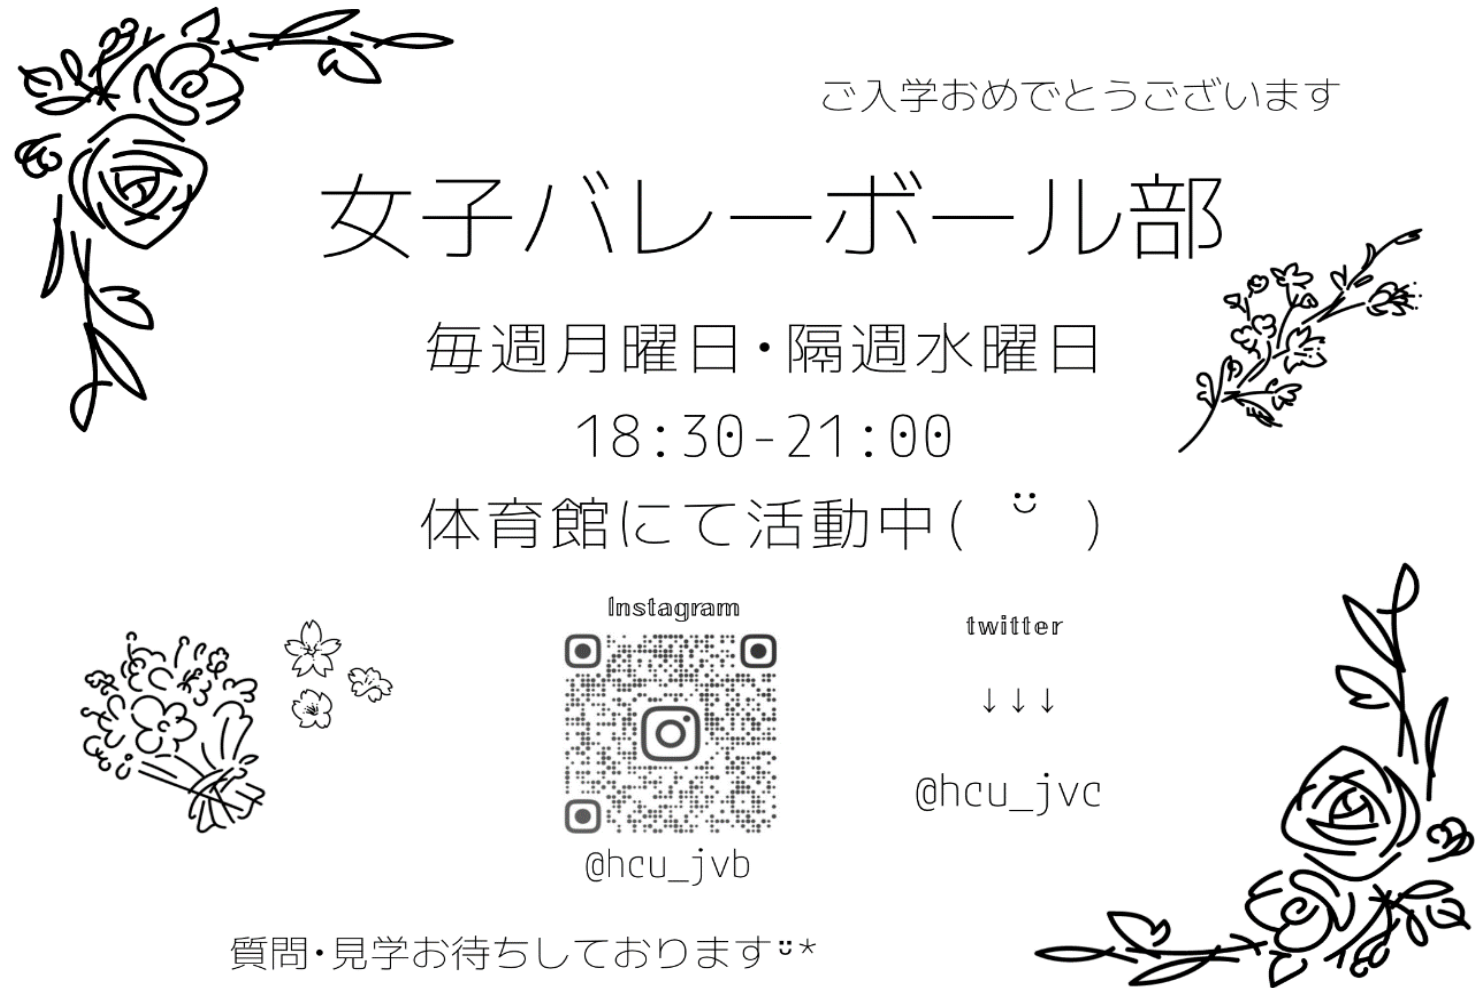 ご入学おめでとうございます
女子バレーボール部
毎週月曜日・隔週水曜日
18:30-21:00
体育館にて活動中( ¨̮ )
Instagram
@hcu_jvb
twitter
↓↓↓
@hcu_jvc
質問・見学お待ちしております¨̮*